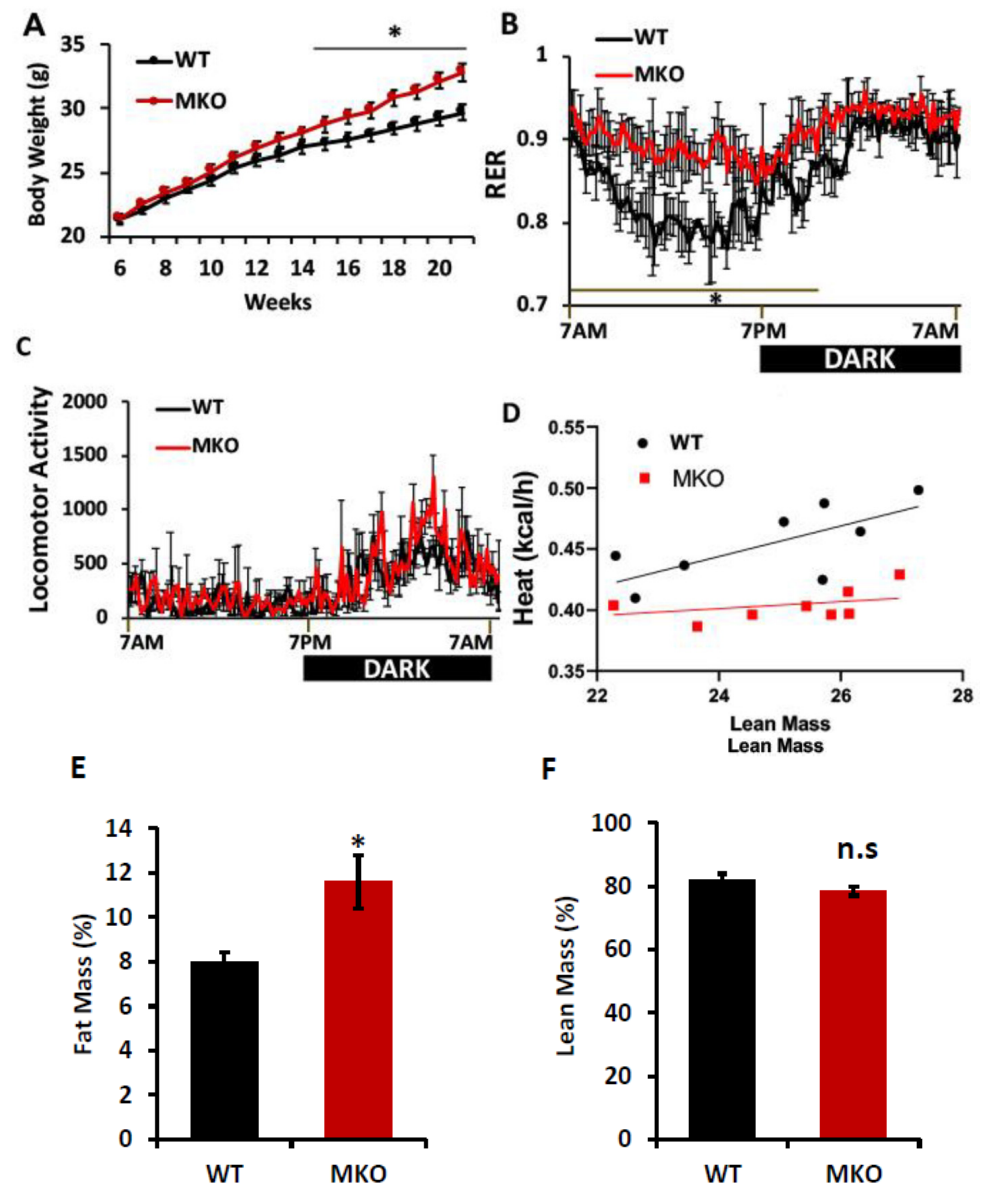 A
WT
MKO
*
Body Weight (g)
35
30
25
20
6 8 10 12 14 16 18 20
Weeks
B
WT
MKO
RER
1
0.9
0.8
0.7
*
7AM 7PM 7AM
DARK
C
WT
MKO
Locomotor Activity
2000
1500
1000
500
0
7AM 7PM 7AM
DARK
D
WT
MKO
Heat (kcal/h)
0.55
0.50
0.45
0.40
0.35
22 24 26 28
Lean Mass
Lean Mass
E
Fat Mass (%)
14
12
10
8
6
4
2
0
*
WT MKO
F
Lean Mass (%)
100
80
60
40
20
0
n.s
WT MKO